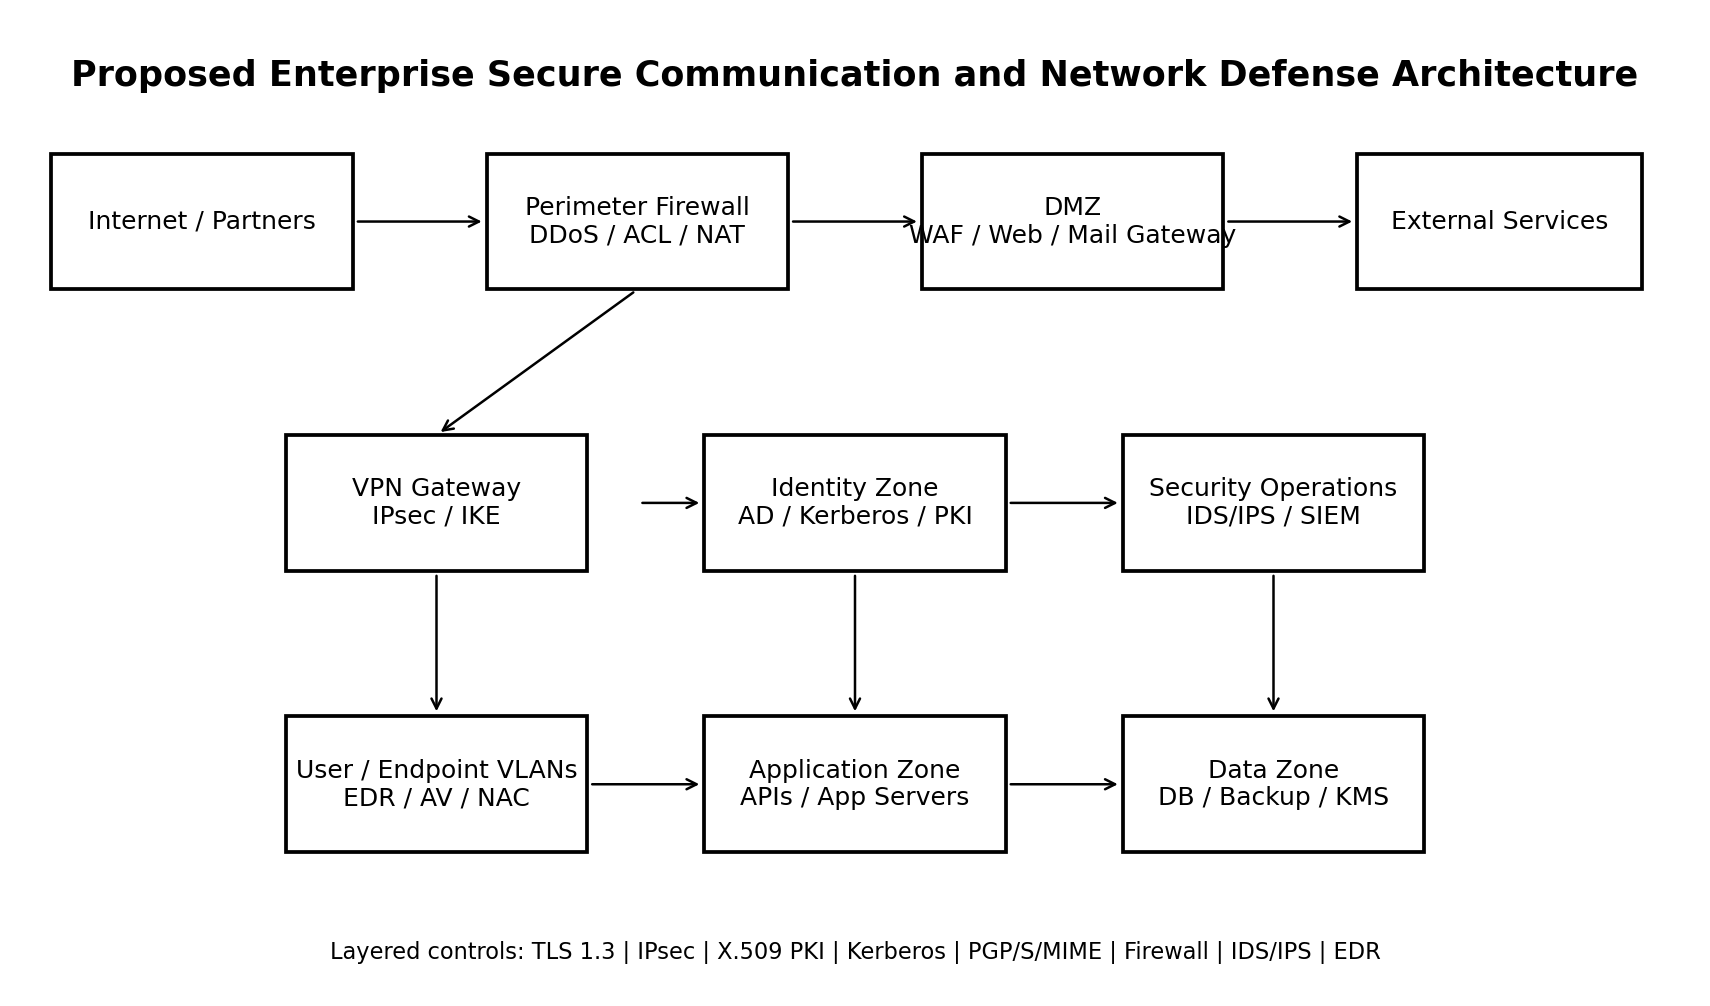 Proposed Enterprise Secure Communication and Network Defense Architecture
Internet / Partners
Perimeter Firewall
DDoS / ACL / NAT
DMZ
WAF / Web / Mail Gateway
External Services
VPN Gateway
IPsec / IKE
Identity Zone
AD / Kerberos / PKI
Security Operations
IDS/IPS / SIEM
User / Endpoint VLANs
EDR / AV / NAC
Application Zone
APIs / App Servers
Data Zone
DB / Backup / KMS
Layered controls: TLS 1.3 | IPsec | X.509 PKI | Kerberos | PGP/S/MIME | Firewall | IDS/IPS | EDR